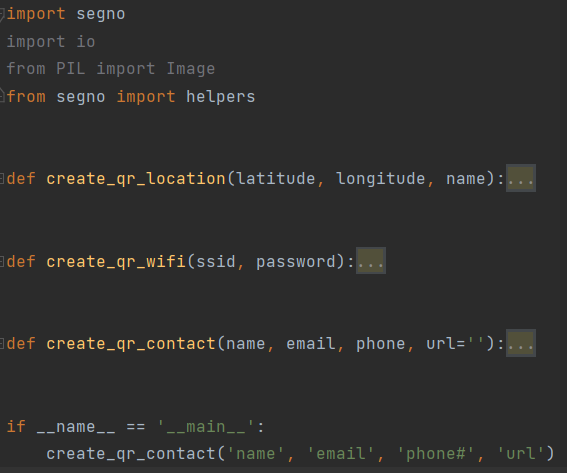 import segno
import io
from PIL import Image
from segno import helpers
def create_qr_location(latitude, longitude, name):...
def create_qr_wifi(ssid, password):...
def create_qr_contact(name, email, phone, url=''):...
if __name__ == '__main__':
    create_qr_contact('name', 'email', 'phone#', 'url')